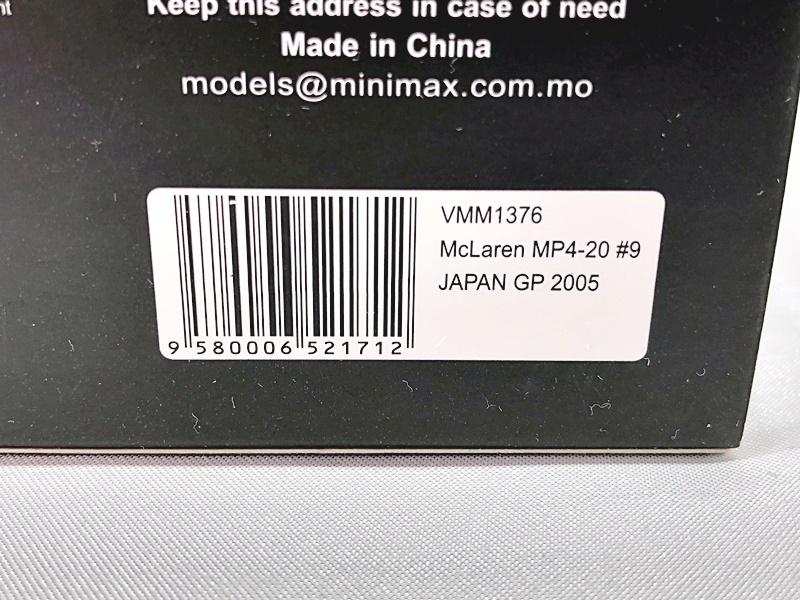 nt
Keep this address in case of need
Made in China
models@minimax.com.mo
VMM1376
McLaren MP4-20 #9
JAPAN GP 2005
9 580006 521712